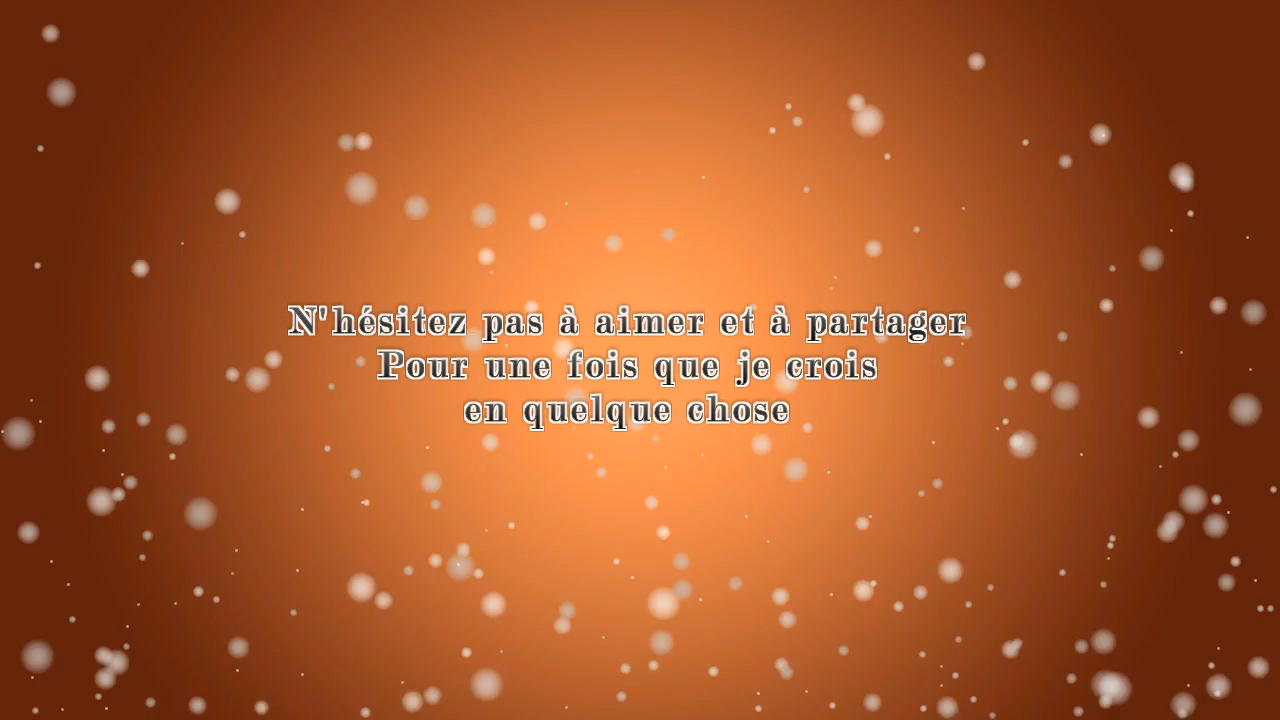 N'hésitez pas à aimer et à partager
Pour une fois que je crois
en quelque chose